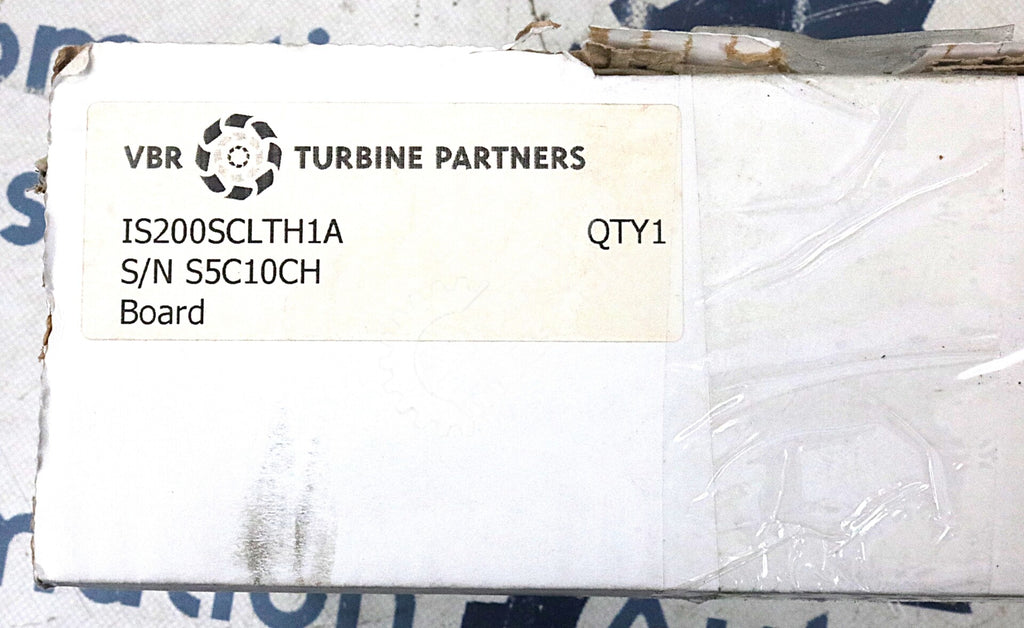 VBR TURBINE PARTNERS
IS200SCLTH1A QTY1
S/N S5C10CH
Board